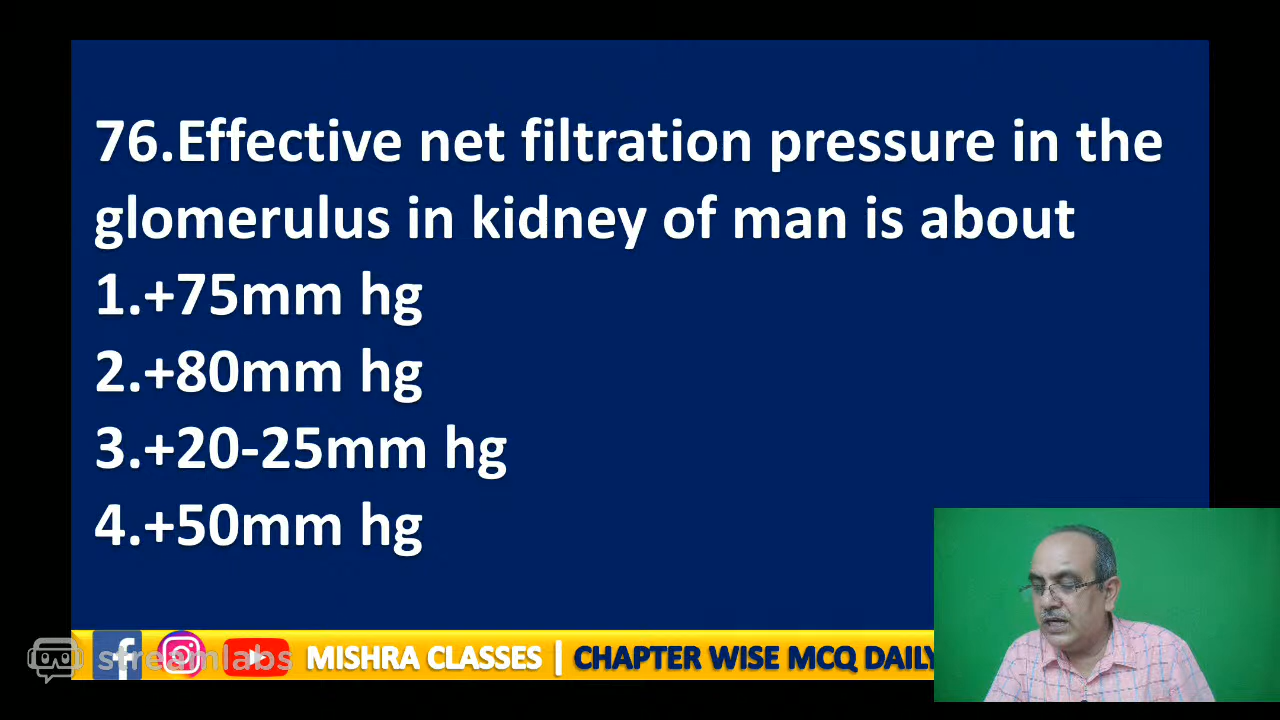 76.Effective net filtration pressure in the
glomerulus in kidney of man is about
1.+75mm hg
2.+80mm hg
3.+20-25mm hg
4.+50mm hg
streamlabs
MISHRA CLASSES | CHAPTER WISE MCQ DAILY